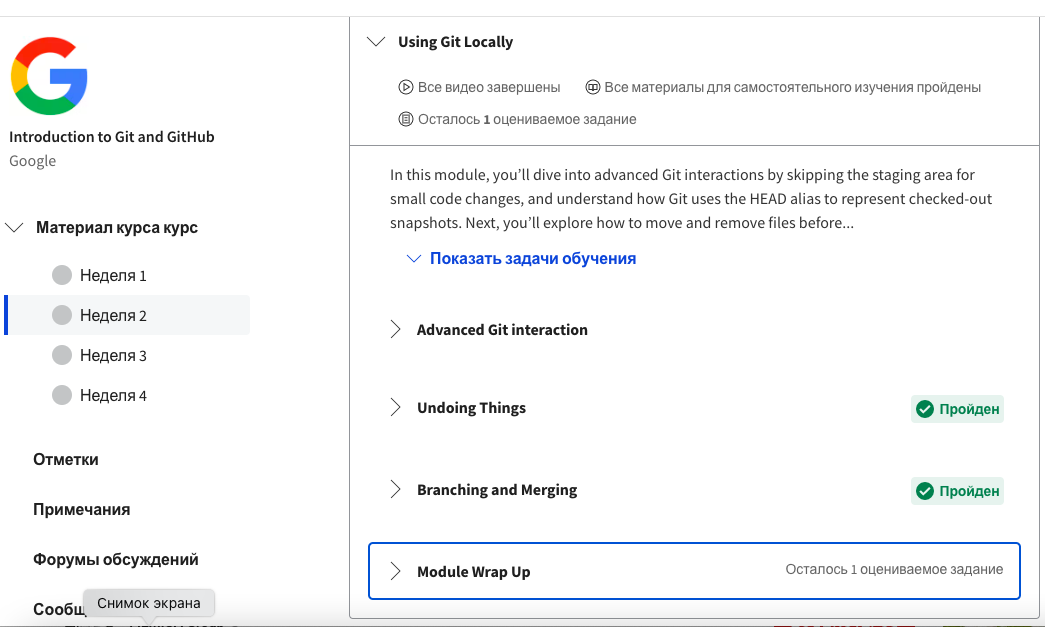 Introduction to Git and GitHub
Google
Материал курса курс
Неделя 1
Неделя 2
Неделя 3
Неделя 4
Отметки
Примечания
Форумы обсуждений
Снимок экрана
Using Git Locally
Все видео завершены
Все материалы для самостоятельного изучения пройдены
Осталось 1 оцениваемое задание
In this module, you’ll dive into advanced Git interactions by skipping the staging area for
small code changes, and understand how Git uses the HEAD alias to represent checked-out
snapshots. Next, you’ll explore how to move and remove files before...
Показать задачи обучения
Advanced Git interaction
Undoing Things
Пройден
Branching and Merging
Пройден
Module Wrap Up
Осталось 1 оцениваемое задание